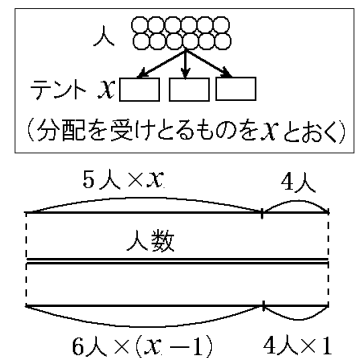 人
テント x
(分配を受けとるものをxとおく)
5人×x 4人
人数
6人×(x−1) 4人×1